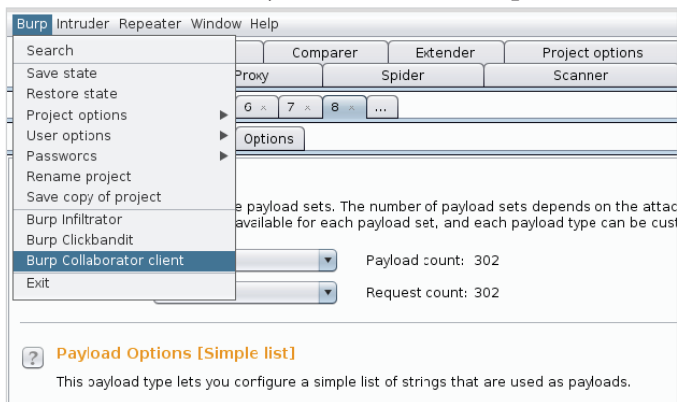 Burp Intruder Repeater Window Help
Search
Comparer Extender Project options
Save state
Proxy Spider Scanner
Restore state
6 × 7 × 8 × ...
Project options
User options
Options
Passworcs
Rename project
Save copy of project
e payload sets. The number of payload sets depends on the attac
Burp Infiltrator
available for each payload set, and each payload type can be cust
Burp Clickbandit
Burp Collaborator client
Payload count: 302
Exit
Request count: 302
? Payload Options [Simple list]
This payload type lets you configure a simple list of strings that are used as payloads.